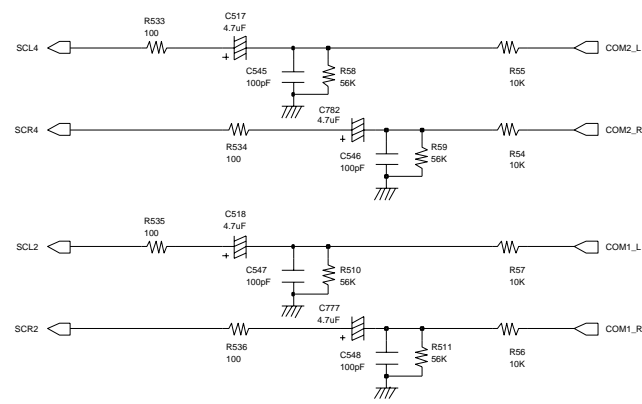 R533
100
C517
4.7uF
+
SCL4
C545
100pF
R58
56K
R55
10K
COM2_L
SCR4
R534
100
C782
4.7uF
+
C546
100pF
R59
56K
R54
10K
COM2_R
R535
100
C518
4.7uF
+
SCL2
C547
100pF
R510
56K
R57
10K
COM1_L
SCR2
R536
100
C777
4.7uF
+
C548
100pF
R511
56K
R56
10K
COM1_R